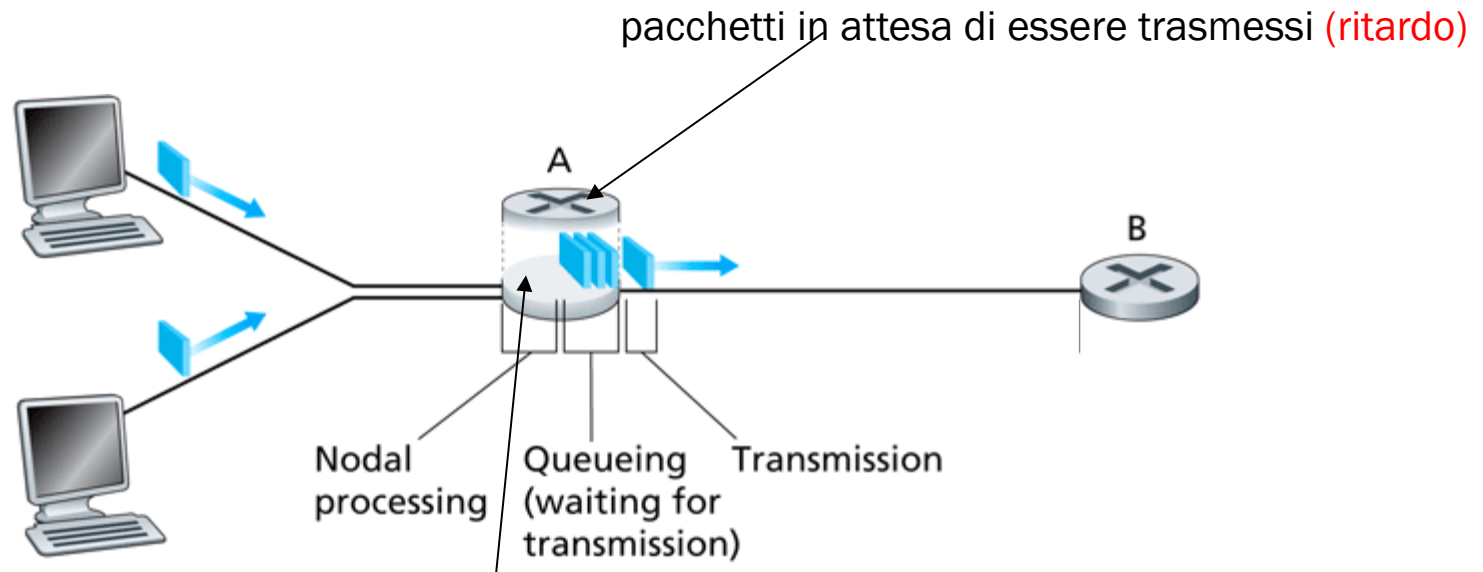 pacchetti in attesa di essere trasmessi (ritardo)
A
B
Nodal
processing
Queueing
(waiting for
transmission)
Transmission